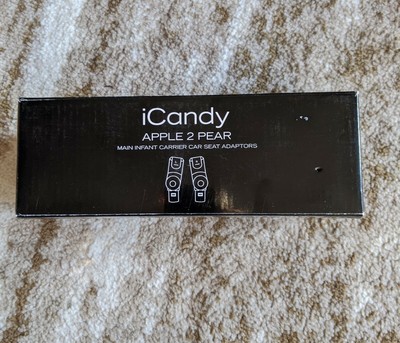 iCandy
APPLE 2 PEAR
MAIN INFANT CARRIER CAR SEAT ADAPTORS